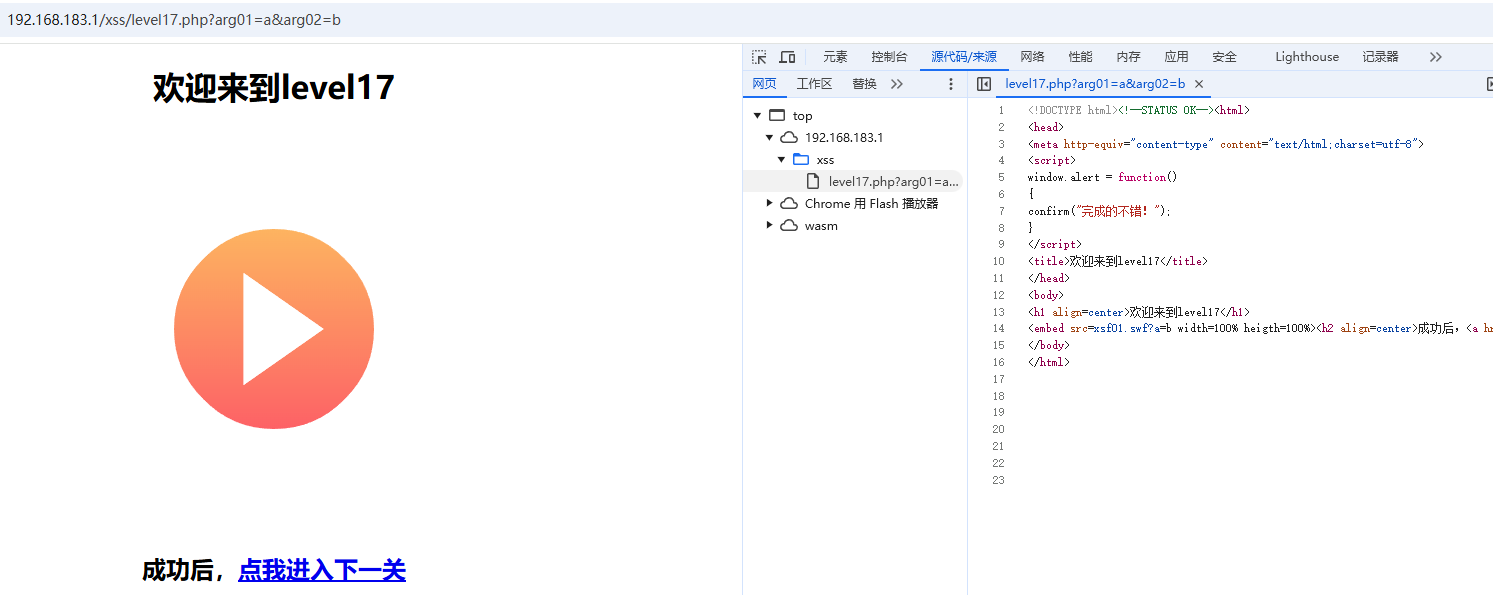 192.168.183.1/xss/level17.php?arg01=a&arg02=b
欢迎来到level17
成功后，点我进入下一关
元素 控制台 源代码/来源 网络 性能 内存 应用 安全 Lighthouse 记录器
网页 工作区 替换
level17.php?arg01=a&arg02=b
top
192.168.183.1
xss
level17.php?arg01=a...
Chrome 用 Flash 播放器
wasm
1 <!DOCTYPE html><!--STATUS OK--><html>
2 <head>
3 <meta http-equiv="content-type" content="text/html;charset=utf-8">
4 <script>
5 window.alert = function()
6 {
7 confirm("完成的不错！");
8 }
9 </script>
10 <title>欢迎来到level17</title>
11 </head>
12 <body>
13 <h1 align=center>欢迎来到level17</h1>
14 <embed src=xsf01.swf?a=b width=100% heigth=100%><h2 align=center>成功后，<a hr
15 </body>
16 </html>
17
18
19
20
21
22
23